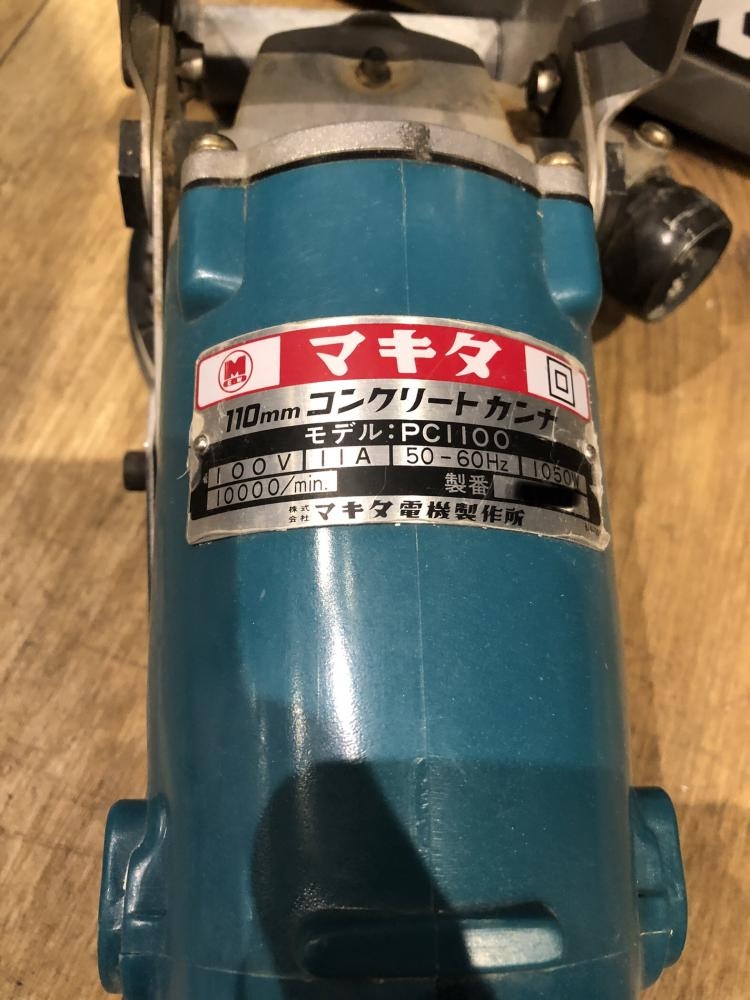 M
マキタ
110mm コンクリートカンナ
モデル:PC1100
100V 11A 50-60Hz 1050W
10000/min. 製番
株式会社 マキタ電機製作所